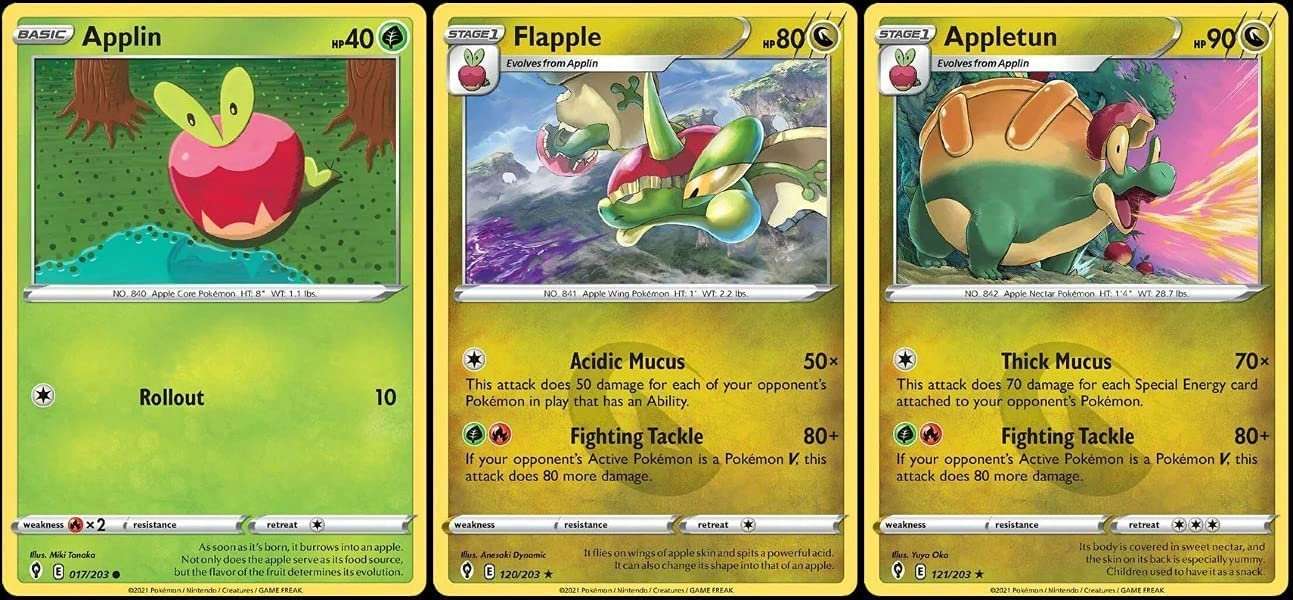 BASIC Applin HP40
NO. 840 Apple Core Pokémon HT: 8" WT: 1.1 lbs.
Rollout 10
weakness ×2 resistance retreat
Illus. Miki Tanaka
As soon as it's born, it burrows into an apple.
Not only does the apple serve as its food source,
but the flavor of the fruit determines its evolution.
E 017/203
©2021 Pokémon / Nintendo / Creatures / GAME FREAK
STAGE1 Flapple HP80
Evolves from Applin
NO. 841 Apple Wing Pokémon HT: 1' WT: 2.2 lbs.
Acidic Mucus 50×
This attack does 50 damage for each of your opponent's
Pokémon in play that has an Ability.
Fighting Tackle 80+
If your opponent's Active Pokémon is a Pokémon V, this
attack does 80 more damage.
weakness resistance retreat
Illus. Anesaki Dynamic
It flies on wings of apple skin and spits a powerful acid.
It can also change its shape into that of an apple.
E 120/203 ★
©2021 Pokémon / Nintendo / Creatures / GAME FREAK
STAGE1 Appletun HP90
Evolves from Applin
NO. 842 Apple Nectar Pokémon HT: 1'4" WT: 28.7 lbs.
Thick Mucus 70×
This attack does 70 damage for each Special Energy card
attached to your opponent's Pokémon.
Fighting Tackle 80+
If your opponent's Active Pokémon is a Pokémon V, this
attack does 80 more damage.
weakness resistance retreat
Illus. Yuya Oka
Its body is covered in sweet nectar, and
the skin on its back is especially yummy.
Children used to have it as a snack.
E 121/203 ★
©2021 Pokémon / Nintendo / Creatures / GAME FREAK